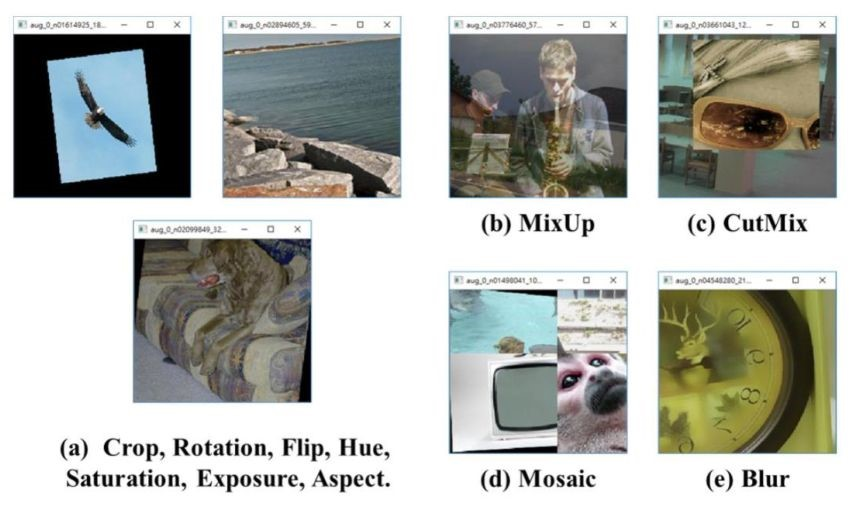 aug_0_n01614925_18...
aug_0_n02894605_59...
aug_0_n03776460_57...
aug_0_n03661043_12...
(b) MixUp
(c) CutMix
aug_0_n02099849_32...
aug_0_n01498041_10...
aug_0_n04548280_21...
(a) Crop, Rotation, Flip, Hue,
Saturation, Exposure, Aspect.
(d) Mosaic
(e) Blur